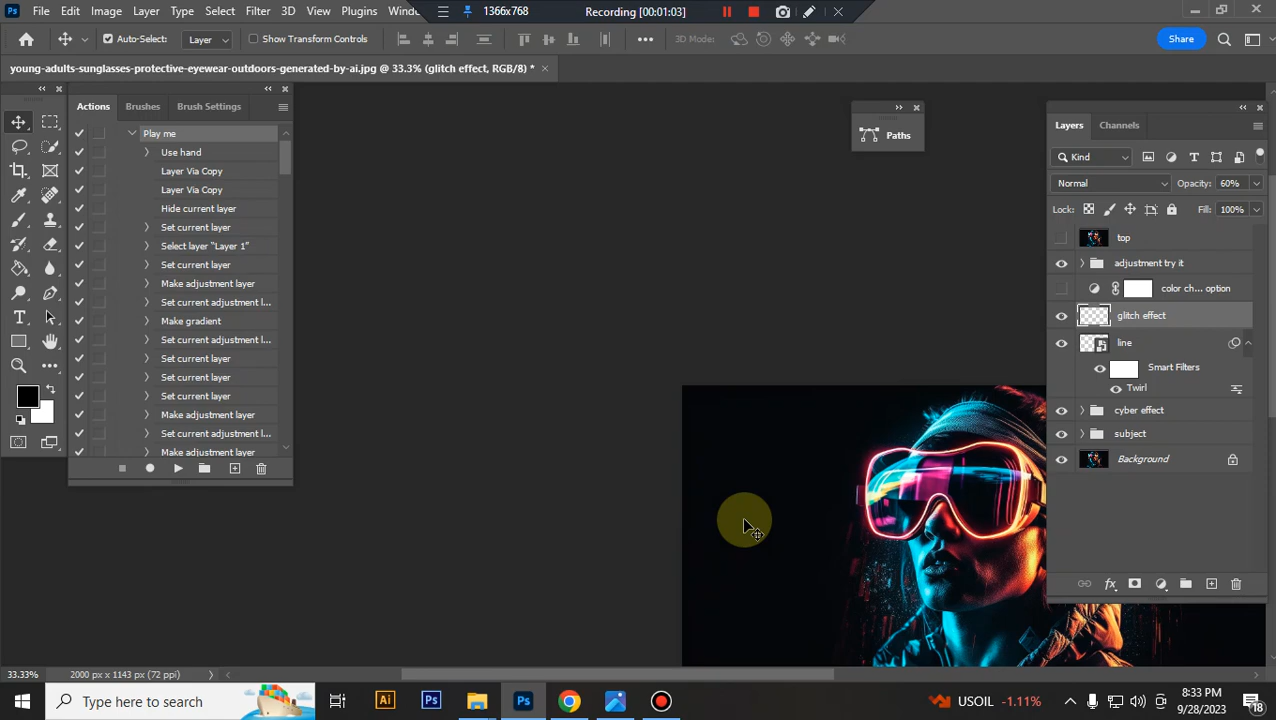 Ps File Edit Image Layer Type Select Filter 3D View Plugins Wind
1366x768 Recording [00:01:03]
Auto-Select: Layer Show Transform Controls 3D Mode: Share
young-adults-sunglasses-protective-eyewear-outdoors-generated-by-ai.jpg @ 33.3% (glitch effect, RGB/8) *
Actions Brushes Brush Settings
Play me
Use hand
Layer Via Copy
Layer Via Copy
Hide current layer
Set current layer
Select layer “Layer 1”
Set current layer
Make adjustment layer
Set current adjustment l...
Make gradient
Set current adjustment l...
Set current layer
Set current layer
Set current layer
Make adjustment layer
Set current adjustment l...
Make adjustment layer
Paths
Layers Channels
Kind
Normal Opacity: 60%
Lock: Fill: 100%
top
adjustment try it
color ch... option
glitch effect
line
Smart Filters
Twirl
cyber effect
subject
Background
33.33% 2000 px x 1143 px (72 ppi)
Type here to search
Ai Ps Ps
USOIL -1.11%
8:33 PM
9/28/2023
18